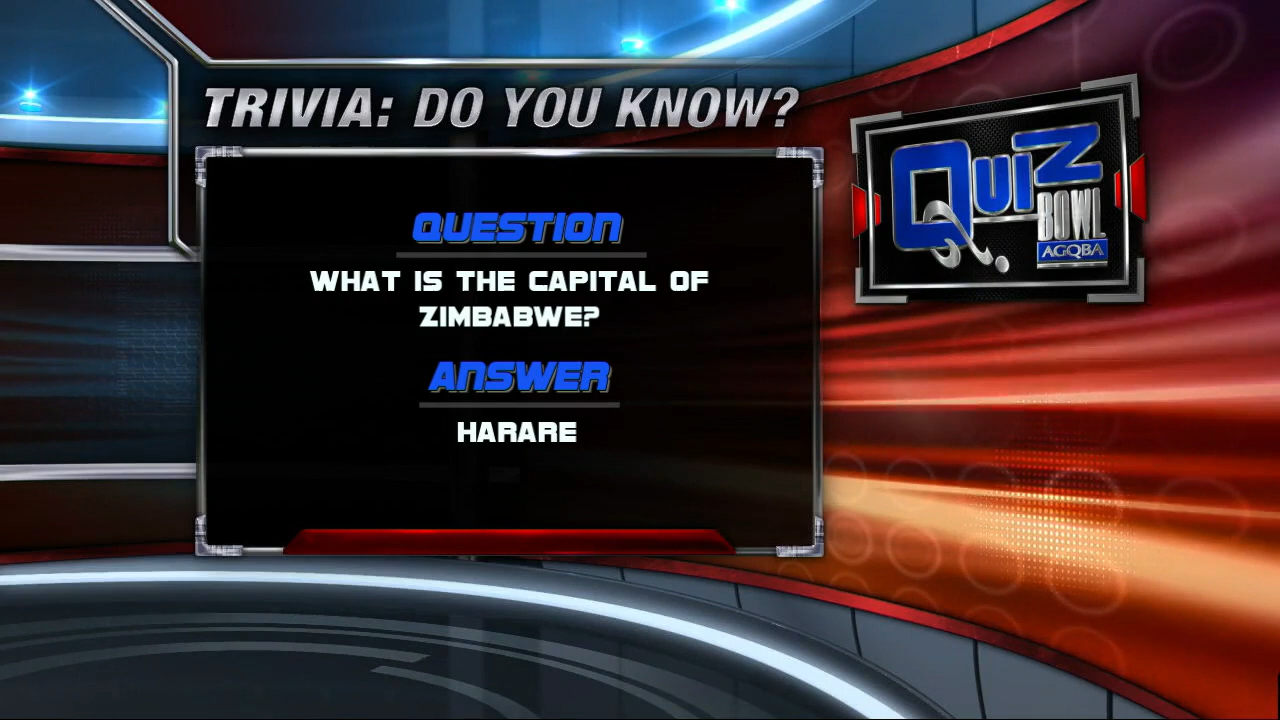 TRIVIA: DO YOU KNOW?
QUIZ
BOWL
AGQBA
QUESTION
WHAT IS THE CAPITAL OF
ZIMBABWE?
ANSWER
HARARE